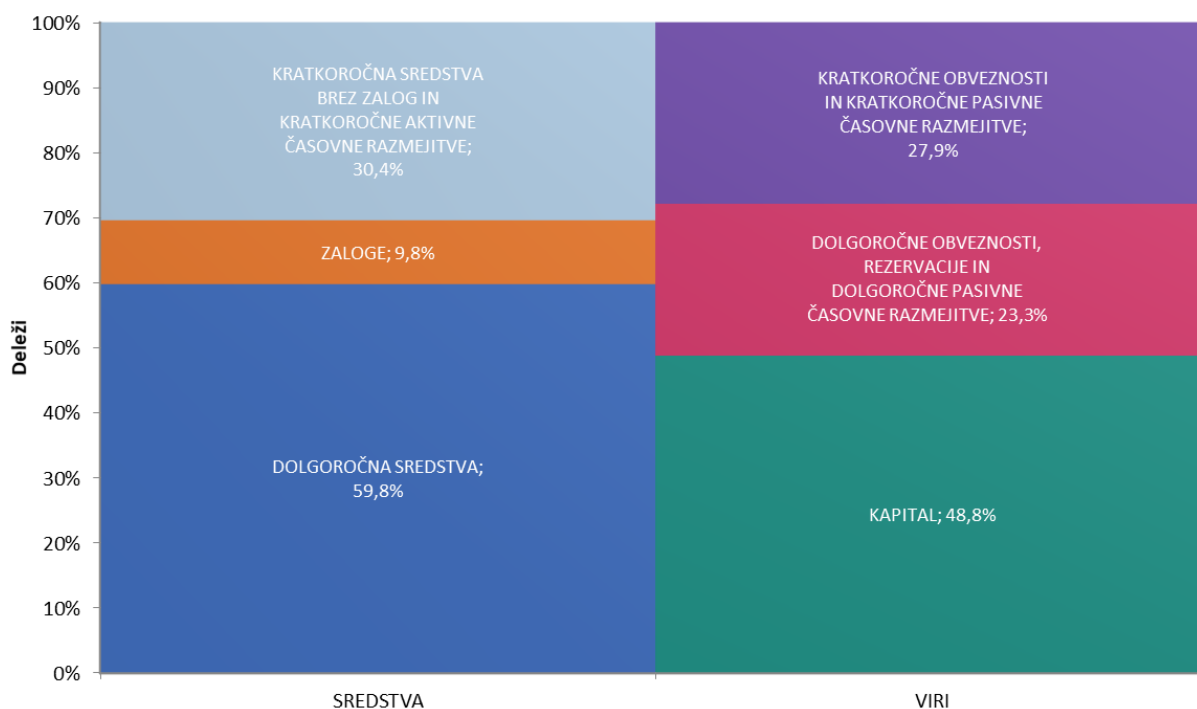 100%
90%
80%
70%
60%
50%
40%
30%
20%
10%
0%
Deleži
KRATKOROČNA SREDSTVA
BREZ ZALOG IN
KRATKOROČNE AKTIVNE
ČASOVNE RAZMEJITVE;
30,4%
ZALOGE; 9,8%
DOLGOROČNA SREDSTVA;
59,8%
KRATKOROČNE OBVEZNOSTI
IN KRATKOROČNE PASIVNE
ČASOVNE RAZMEJITVE;
27,9%
DOLGOROČNE OBVEZNOSTI,
REZERVACIJE IN
DOLGOROČNE PASIVNE
ČASOVNE RAZMEJITVE; 23,3%
KAPITAL; 48,8%
SREDSTVA
VIRI